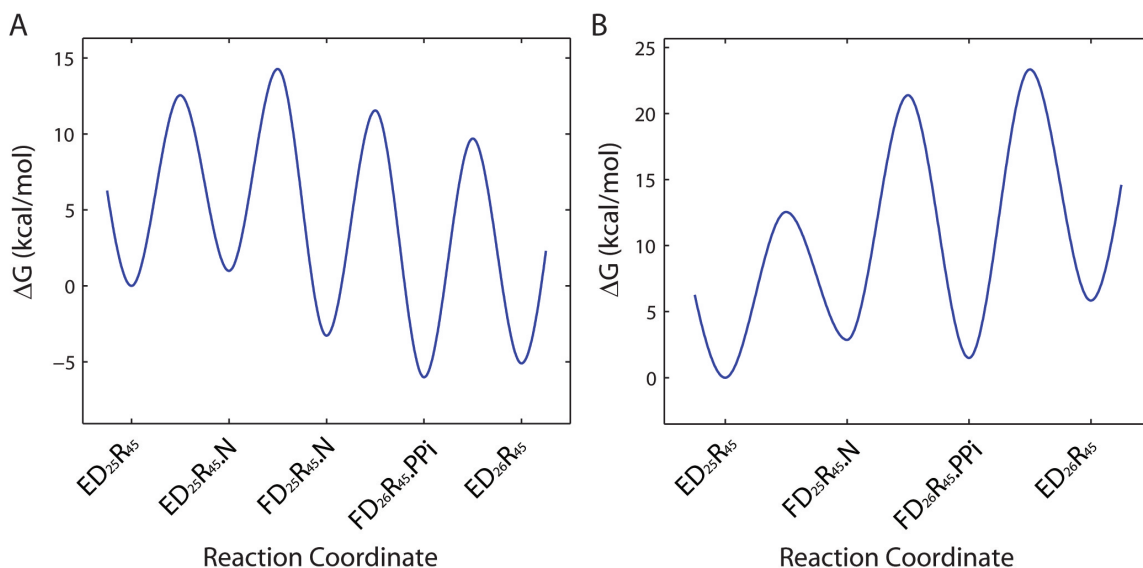 A
ΔG (kcal/mol)
15
10
5
0
−5
ED₂₅R₄₅
ED₂₅R₄₅.N
FD₂₅R₄₅.N
FD₂₆R₄₅.PPi
ED₂₆R₄₅
Reaction Coordinate
B
ΔG (kcal/mol)
25
20
15
10
5
0
ED₂₅R₄₅
FD₂₅R₄₅.N
FD₂₆R₄₅.PPi
ED₂₆R₄₅
Reaction Coordinate